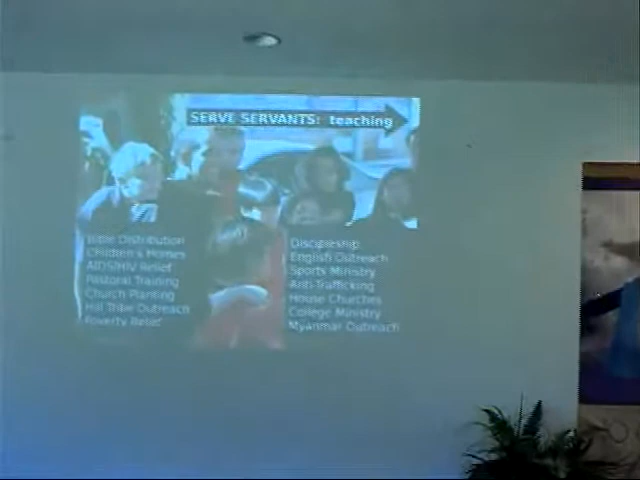 SERVE SERVANTS: teaching
Bible Distribution
Children's Homes
AIDS/HIV Relief
Pastoral Training
Church Planting
Hill Tribe Outreach
Poverty Relief
Discipleship
English Outreach
Sports Ministry
Anti-Trafficking
House Churches
College Ministry
Myanmar Outreach